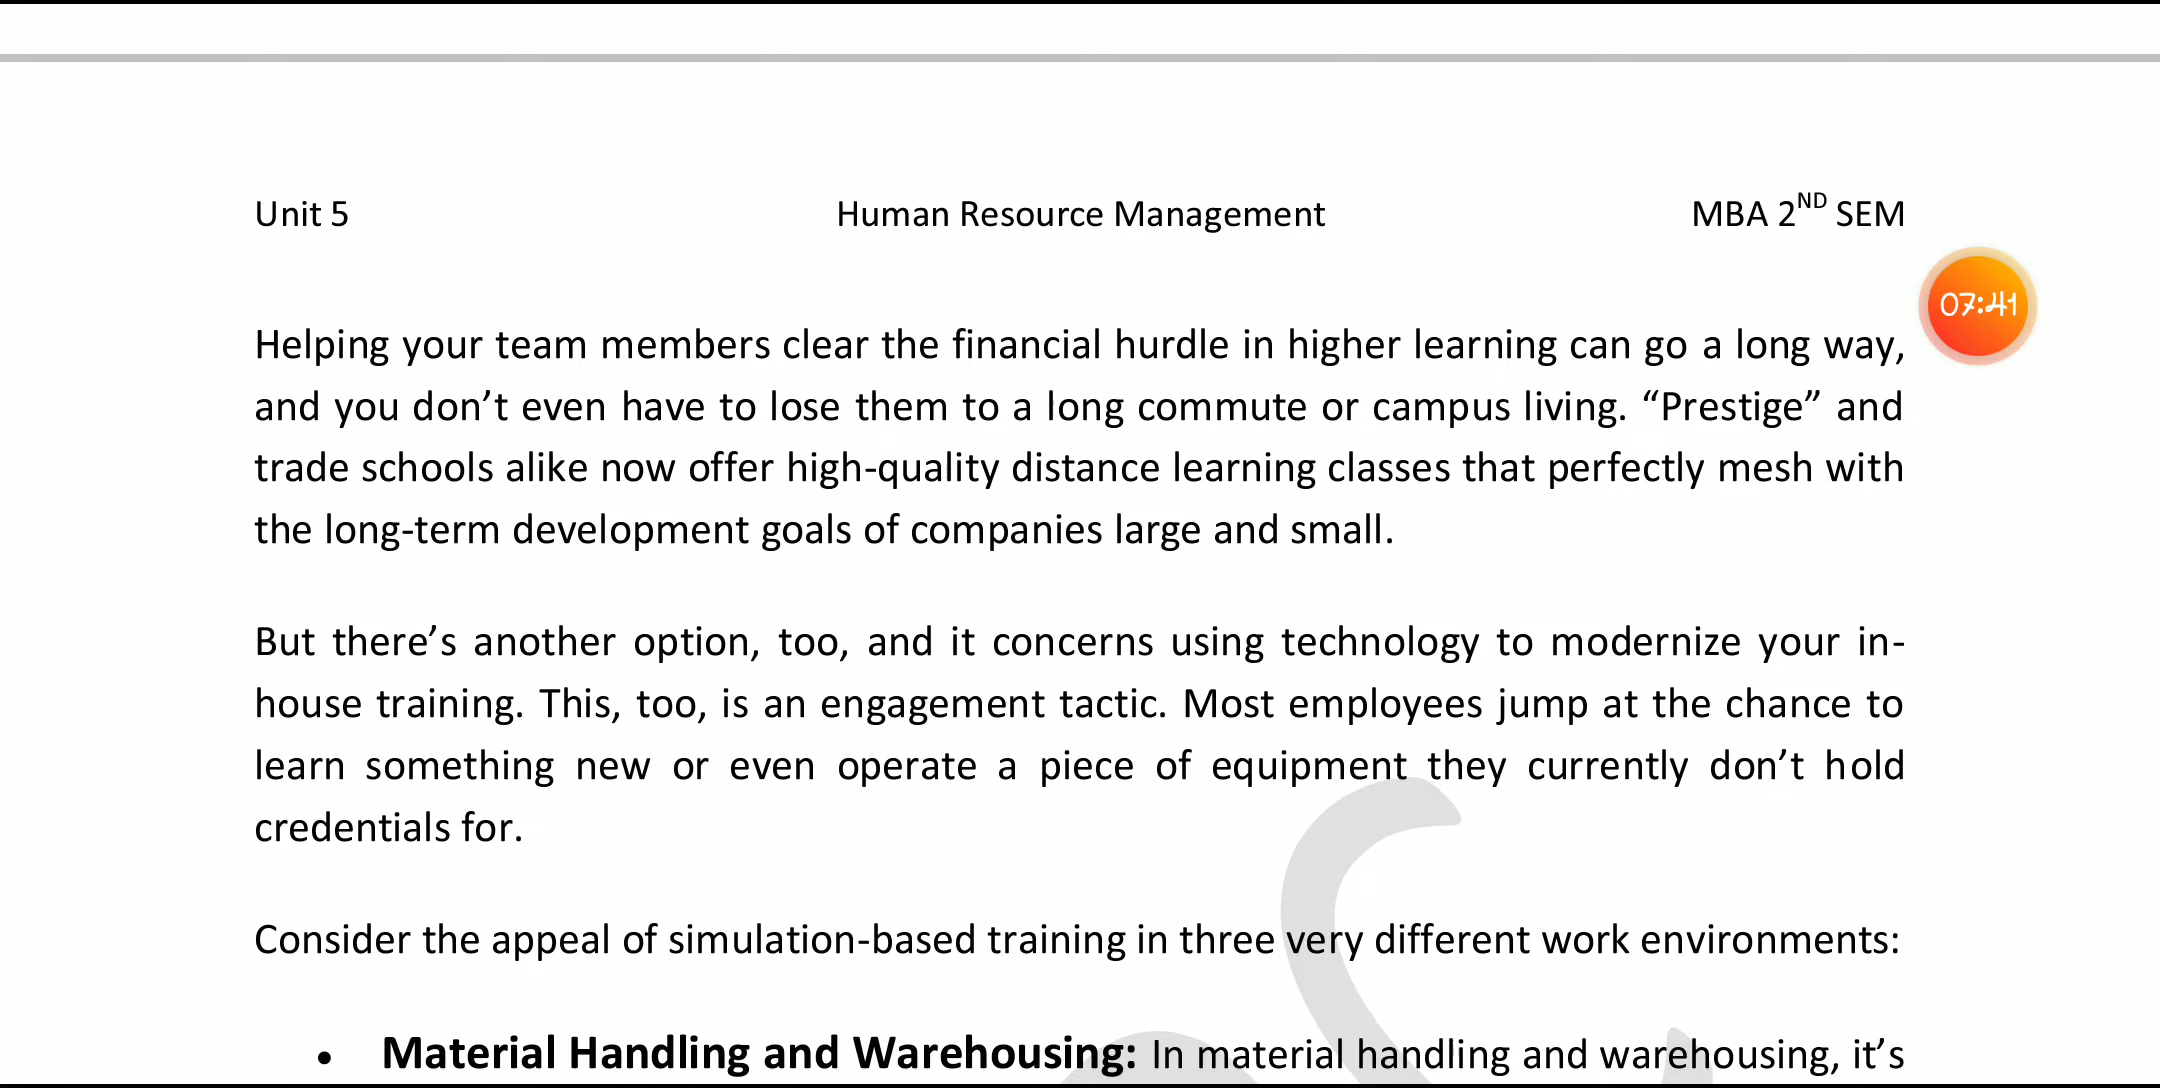 Unit 5 Human Resource Management MBA 2ND SEM
07:41
Helping your team members clear the financial hurdle in higher learning can go a long way,
and you don’t even have to lose them to a long commute or campus living. “Prestige” and
trade schools alike now offer high-quality distance learning classes that perfectly mesh with
the long-term development goals of companies large and small.
But there’s another option, too, and it concerns using technology to modernize your in-
house training. This, too, is an engagement tactic. Most employees jump at the chance to
learn something new or even operate a piece of equipment they currently don’t hold
credentials for.
Consider the appeal of simulation-based training in three very different work environments:
• Material Handling and Warehousing: In material handling and warehousing, it’s